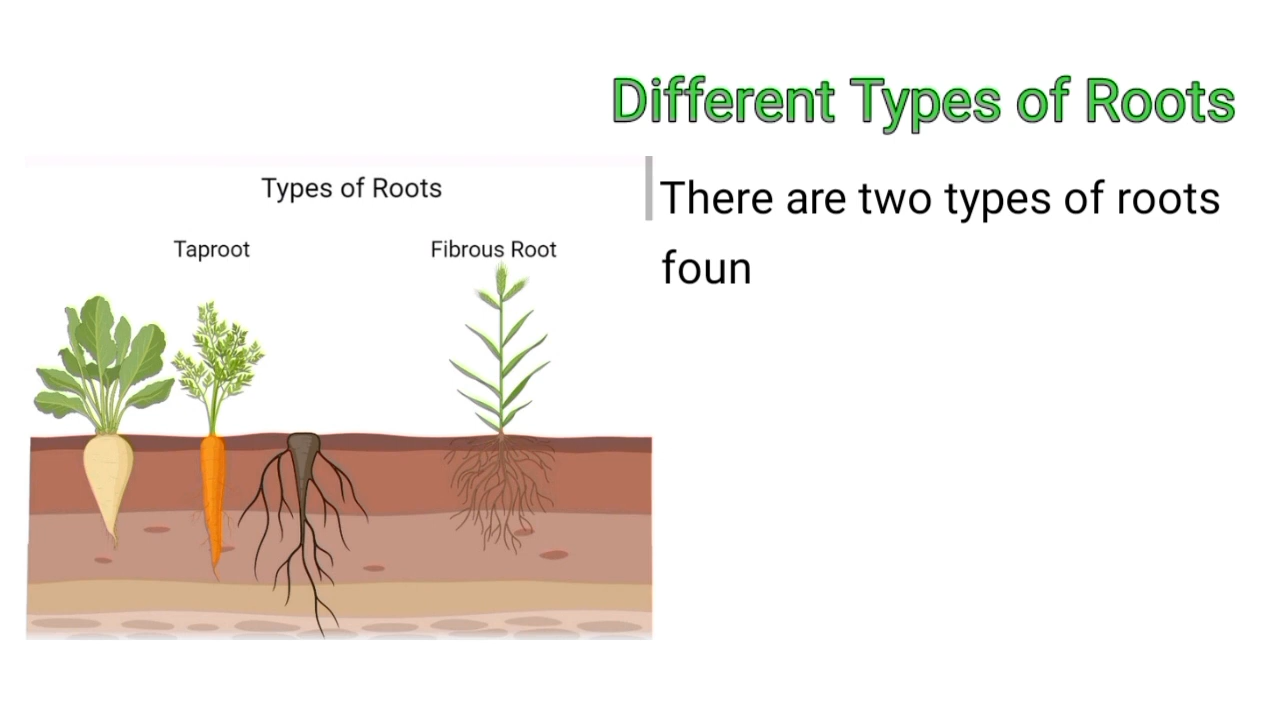 Different Types of Roots
Types of Roots
Taproot
Fibrous Root
There are two types of roots
foun